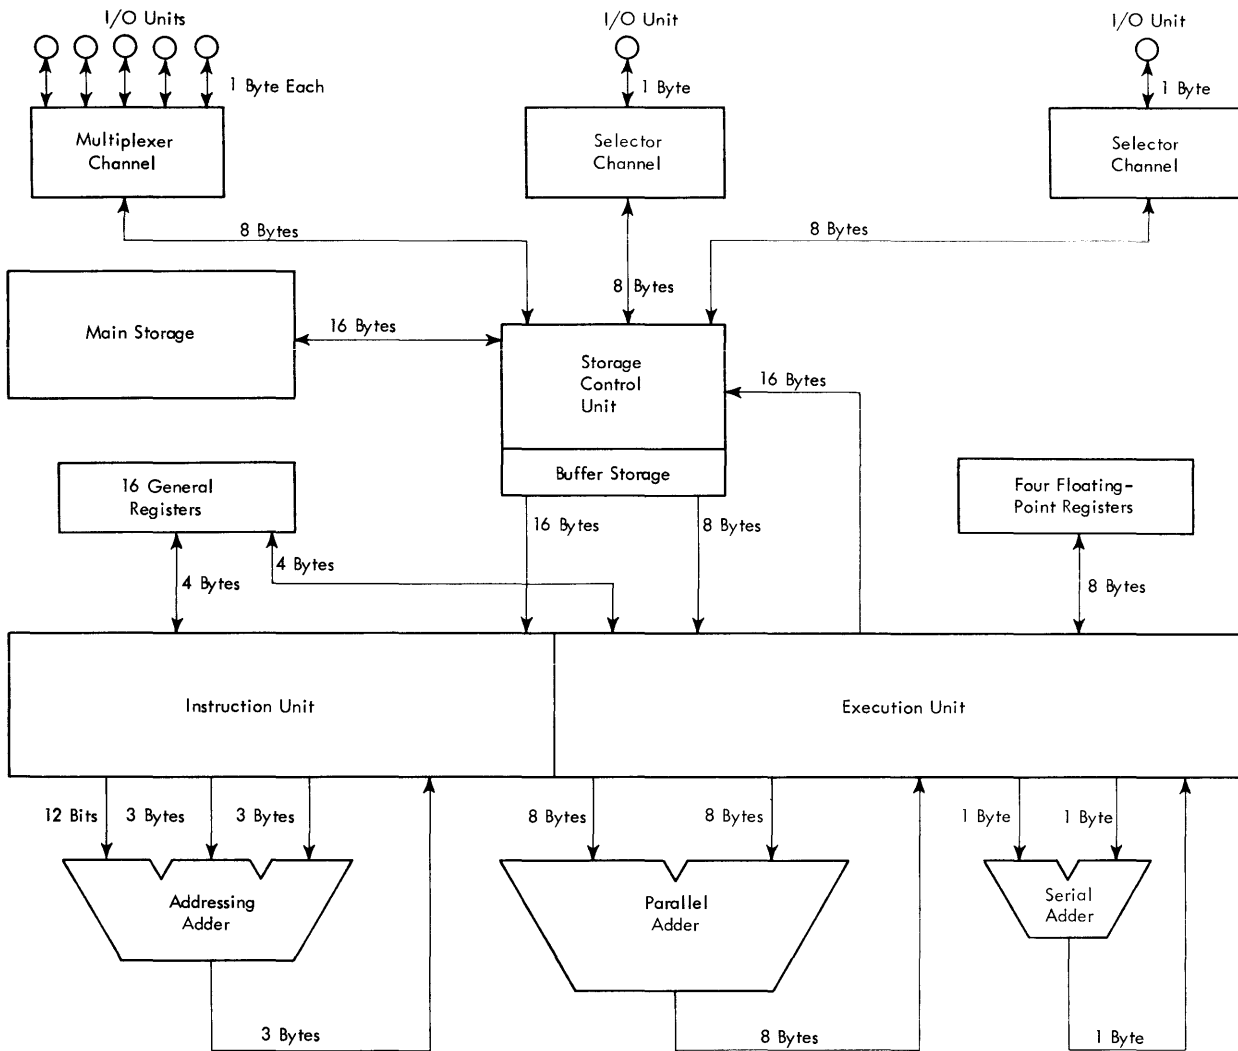 I/O Units
I/O Unit
I/O Unit
1 Byte Each
1 Byte
1 Byte
Multiplexer
Channel
Selector
Channel
Selector
Channel
8 Bytes
8 Bytes
8 Bytes
Main Storage
16 Bytes
Storage
Control
Unit
16 Bytes
Buffer Storage
16 General
Registers
Four Floating-
Point Registers
16 Bytes
8 Bytes
4 Bytes
4 Bytes
8 Bytes
Instruction Unit
Execution Unit
12 Bits
3 Bytes
3 Bytes
8 Bytes
8 Bytes
1 Byte
1 Byte
Addressing
Adder
Parallel
Adder
Serial
Adder
3 Bytes
8 Bytes
1 Byte